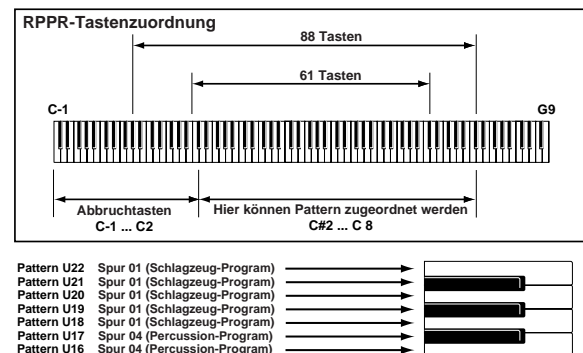 RPPR-Tastenzuordnung
88 Tasten
61 Tasten
C-1 G9
Abbruchtasten Hier können Pattern zugeordnet werden
C-1 ... C2 C#2 ... C 8
Pattern U22 Spur 01 (Schlagzeug-Program)
Pattern U21 Spur 01 (Schlagzeug-Program)
Pattern U20 Spur 01 (Schlagzeug-Program)
Pattern U19 Spur 01 (Schlagzeug-Program)
Pattern U18 Spur 01 (Schlagzeug-Program)
Pattern U17 Spur 04 (Percussion-Program)
Pattern U16 Spur 04 (Percussion-Program)